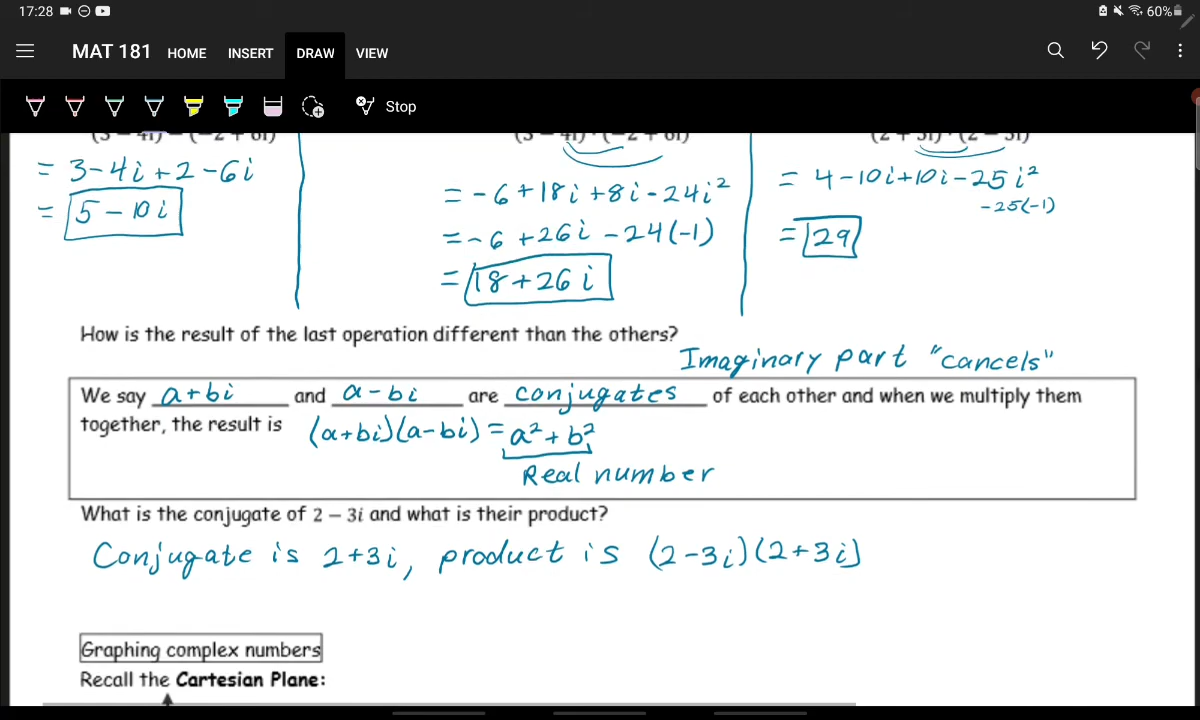 17:28 60%
MAT 181 HOME INSERT DRAW VIEW
Stop
= 3-4i+2-6i
= 5-10i
= -6+18i+8i-24i²
= -6+26i-24(-1)
= 18+26i
= 4-10i+10i-25i²
-25(-1)
= 29
How is the result of the last operation different than the others?
Imaginary part "cancels"
We say a+bi and a-bi are conjugates of each other and when we multiply them
together, the result is (a+bi)(a-bi) = a²+b²
Real number
What is the conjugate of 2 – 3i and what is their product?
Conjugate is 2+3i, product is (2-3i)(2+3i)
Graphing complex numbers
Recall the Cartesian Plane: